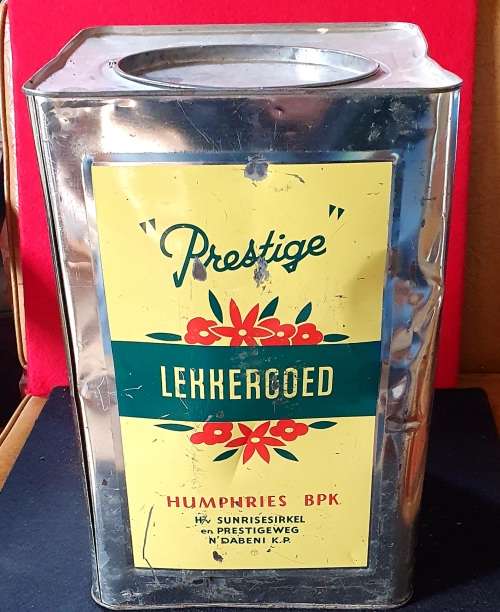 "Prestige"
LEKKERGOED
HUMPHRIES BPK.
H/v SUNRISESIRKEL
en PRESTIGEWEG
N'DABENI K.P.